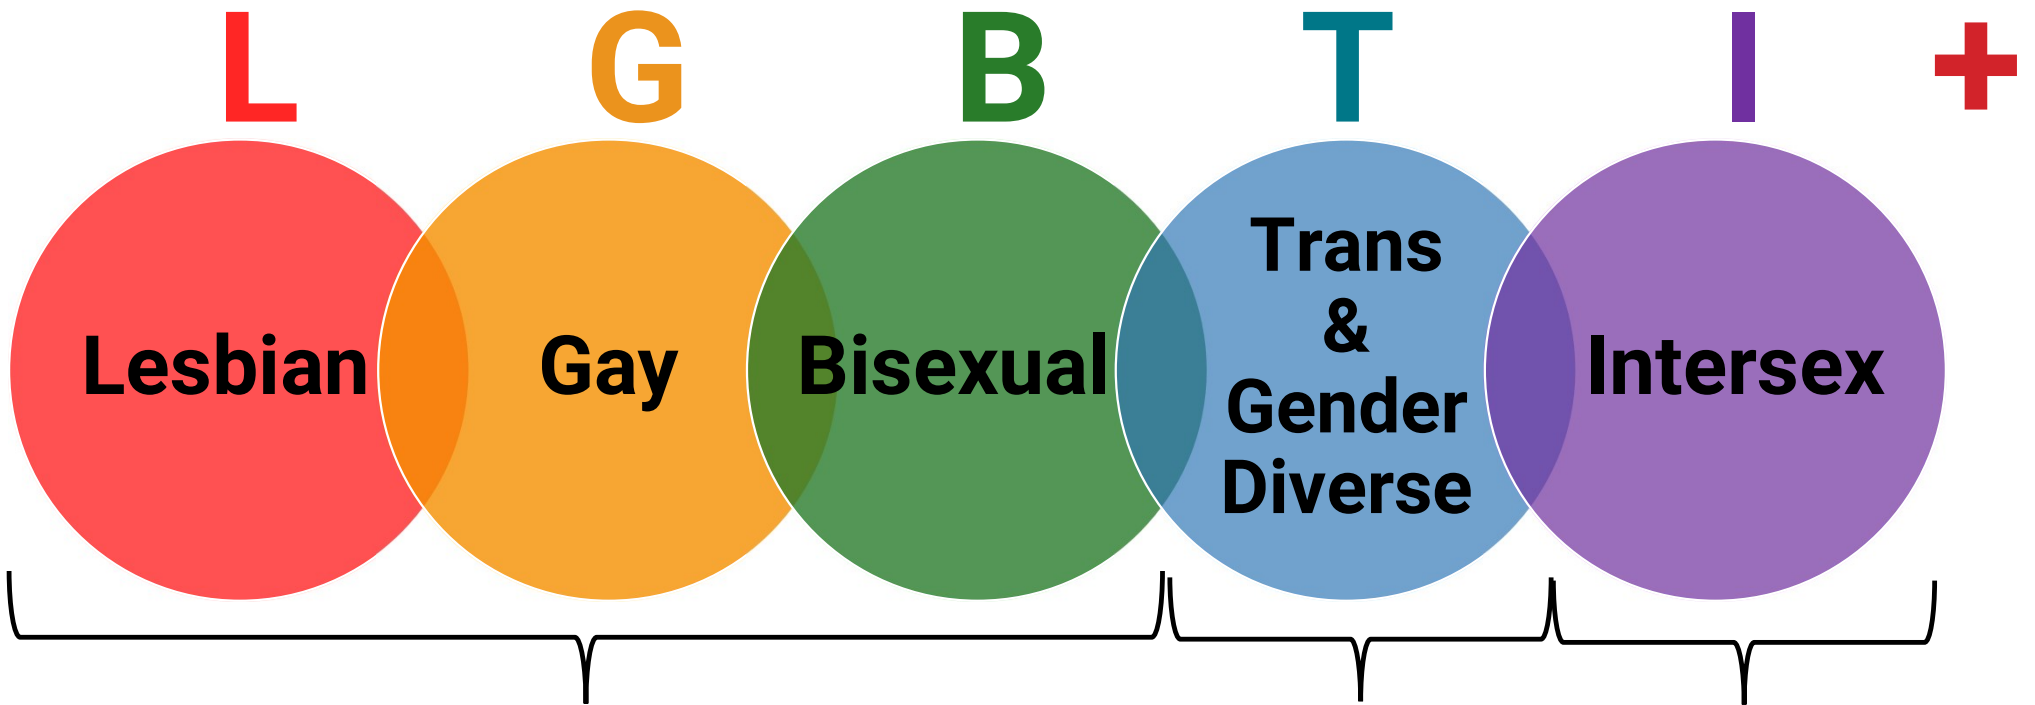 L G B T I +
Lesbian
Gay
Bisexual
Trans
&
Gender
Diverse
Intersex